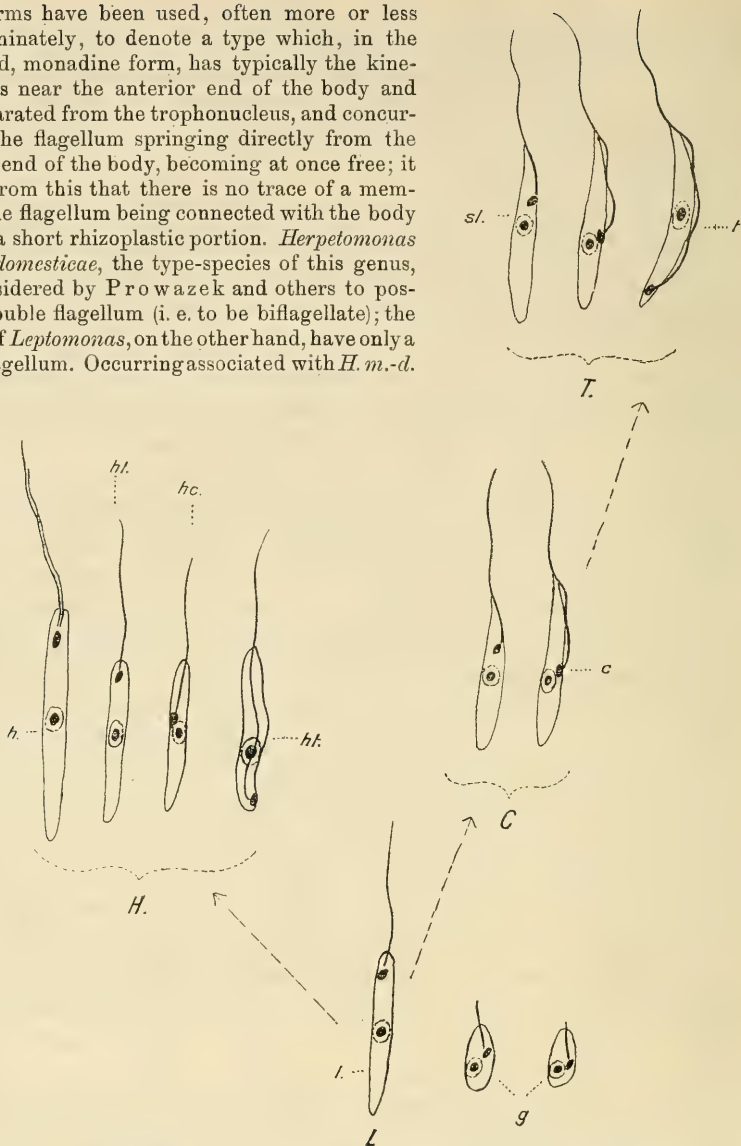 rms have been used, often more or less
minately, to denote a type which, in the
d, monadine form, has typically the kine-
s near the anterior end of the body and
arated from the trophonucleus, and concur-
he flagellum springing directly from the
end of the body, becoming at once free; it
rom this that there is no trace of a mem-
e flagellum being connected with the body
a short rhizoplastic portion. Herpetomonas
domesticae, the type-species of this genus,
sidered by Prowazek and others to pos-
ouble flagellum (i. e. to be biflagellate); the
f Leptomonas, on the other hand, have only a
gellum. Occurring associated with H. m.-d.
sl.
t
T.
hl.
hc.
c
h.
ht.
C
H.
l.
g
L